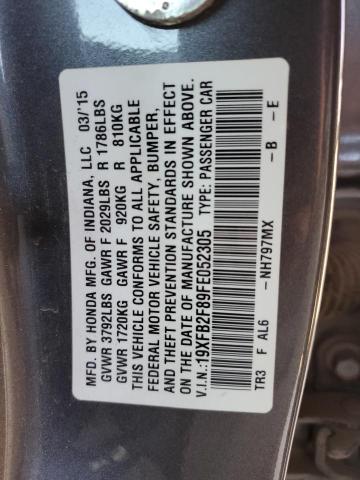 MFD. BY HONDA MFG. OF INDIANA, LLC 03/'15
GVWR 3792LBS GAWR F 2029LBS R 1786LBS
GVWR 1720KG GAWR F 920KG R 810KG
THIS VEHICLE CONFORMS TO ALL APPLICABLE
FEDERAL MOTOR VEHICLE SAFETY, BUMPER,
AND THEFT PREVENTION STANDARDS IN EFFECT
ON THE DATE OF MANUFACTURE SHOWN ABOVE.
V.I.N.:19XFB2F89FE052305 TYPE: PASSENGER CAR
TR3 F AL6 -NH797MX -B -E